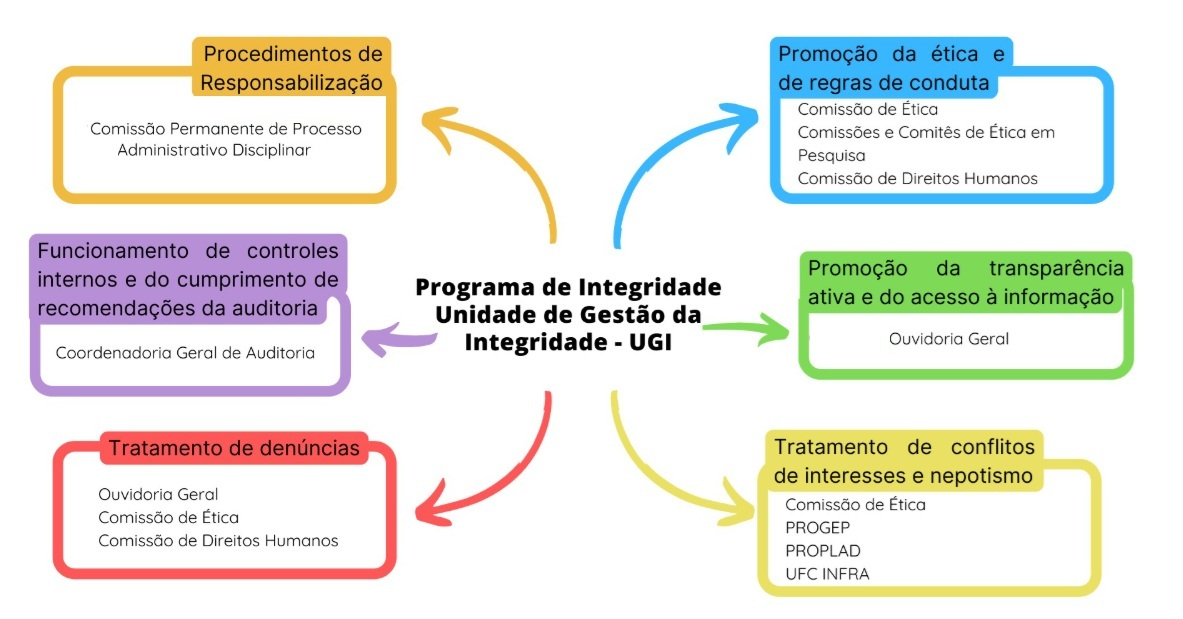 Procedimentos de
Responsabilização
Comissão Permanente de Processo
Administrativo Disciplinar
Promoção da ética e
de regras de conduta
Comissão de Ética
Comissões e Comitês de Ética em
Pesquisa
Comissão de Direitos Humanos
Funcionamento de controles
internos e do cumprimento de
recomendações da auditoria
Coordenadoria Geral de Auditoria
Programa de Integridade
Unidade de Gestão da
Integridade - UGI
Promoção da transparência
ativa e do acesso à informação
Ouvidoria Geral
Tratamento de denúncias
Ouvidoria Geral
Comissão de Ética
Comissão de Direitos Humanos
Tratamento de conflitos
de interesses e nepotismo
Comissão de Ética
PROGEP
PROPLAD
UFC INFRA